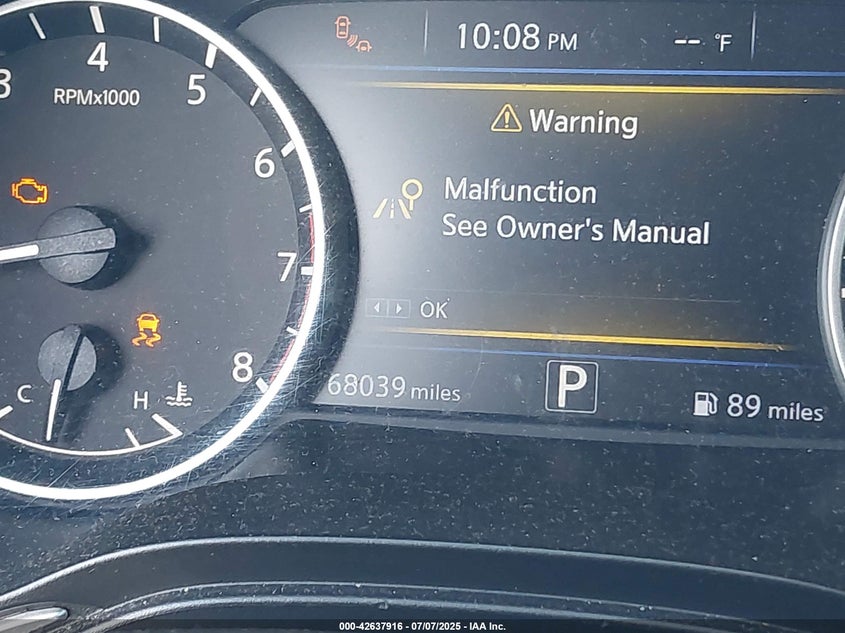 10:08 PM
-- °F
3
4
5
6
7
8
RPMx1000
Warning
Malfunction
See Owner's Manual
OK
C
H
68039 miles
P
89 miles
000-42637916 - 07/07/2025 - IAA Inc.